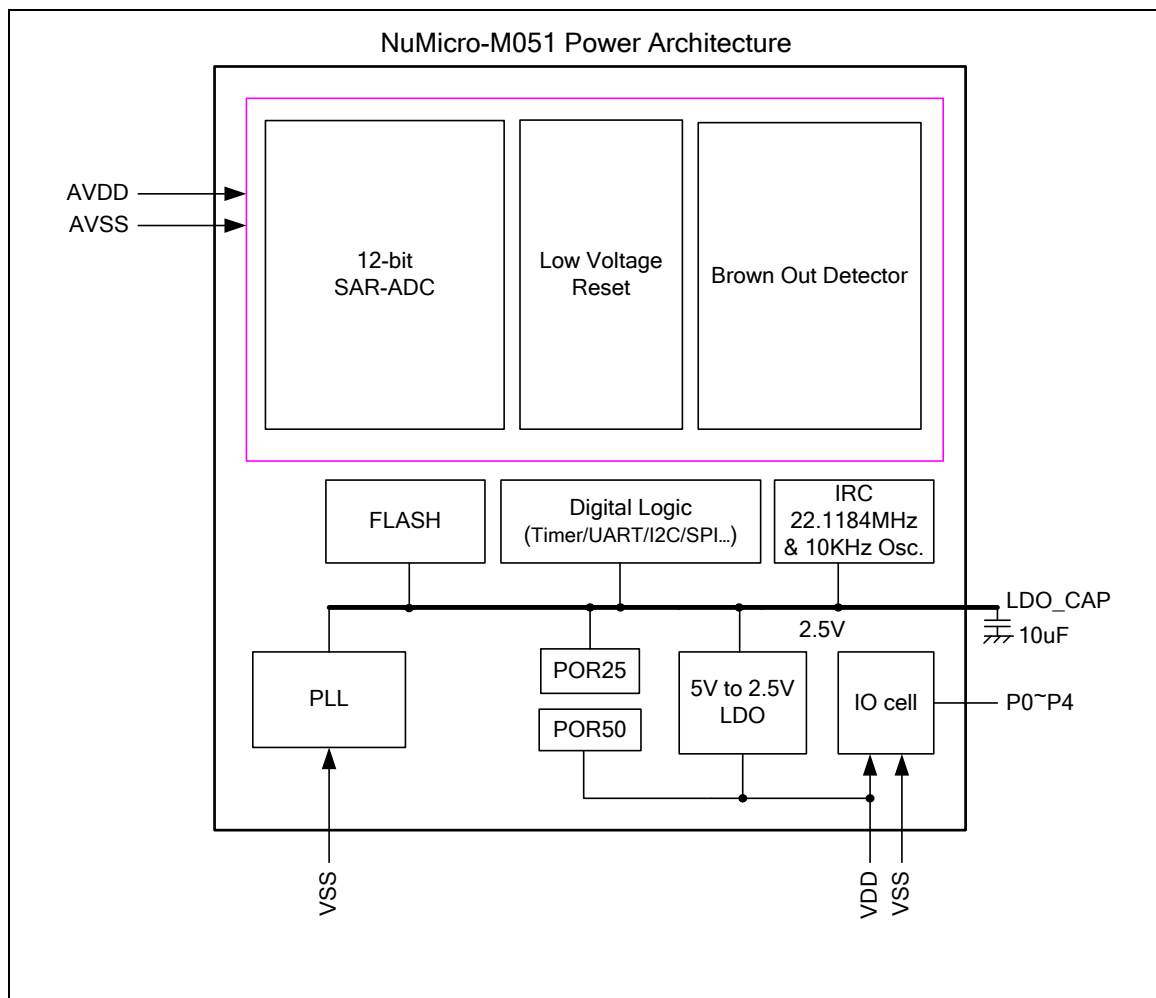 NuMicro-M051 Power Architecture
AVDD
AVSS
12-bit
SAR-ADC
Low Voltage
Reset
Brown Out Detector
FLASH
Digital Logic
(Timer/UART/I2C/SPI...)
IRC
22.1184MHz
& 10KHz Osc.
LDO_CAP
10uF
2.5V
PLL
POR25
POR50
5V to 2.5V
LDO
IO cell
P0~P4
VSS
VDD
VSS